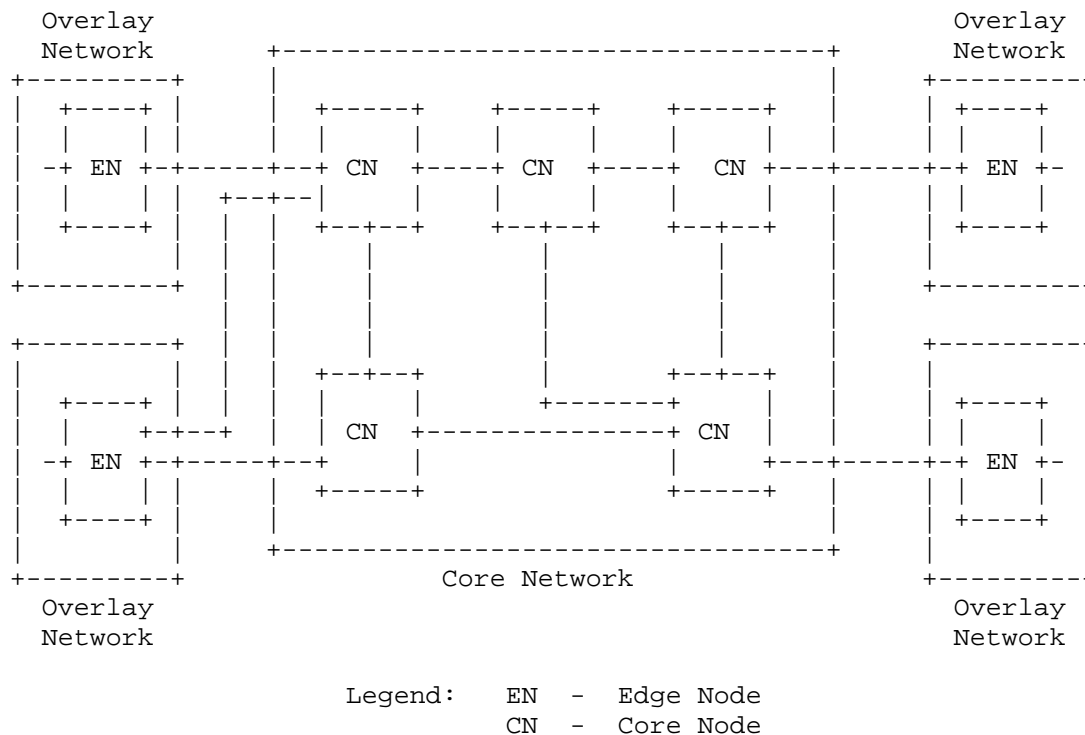 Overlay Overlay
Network Network
EN CN CN CN EN
EN CN CN EN
Core Network
Overlay Overlay
Network Network
Legend: EN - Edge Node
CN - Core Node